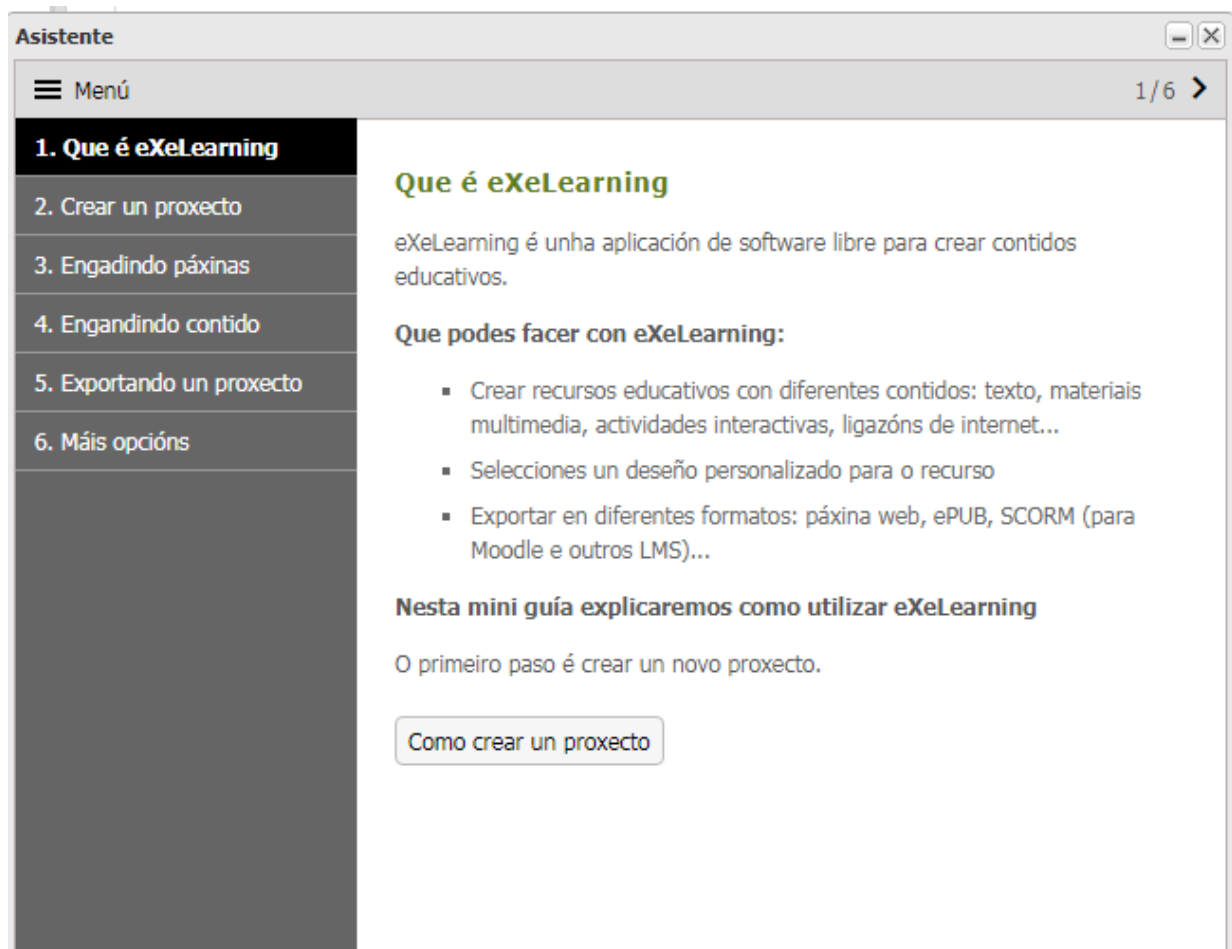 Asistente
Menú
1/6
1. Que é eXeLearning
2. Crear un proxecto
3. Engadindo páxinas
4. Engandindo contido
5. Exportando un proxecto
6. Máis opcións
Que é eXeLearning
eXeLearning é unha aplicación de software libre para crear contidos
educativos.
Que podes facer con eXeLearning:
▪ Crear recursos educativos con diferentes contidos: texto, materiais
multimedia, actividades interactivas, ligazóns de internet...
▪ Selecciones un deseño personalizado para o recurso
▪ Exportar en diferentes formatos: páxina web, ePUB, SCORM (para
Moodle e outros LMS)...
Nesta mini guía explicaremos como utilizar eXeLearning
O primeiro paso é crear un novo proxecto.
Como crear un proxecto